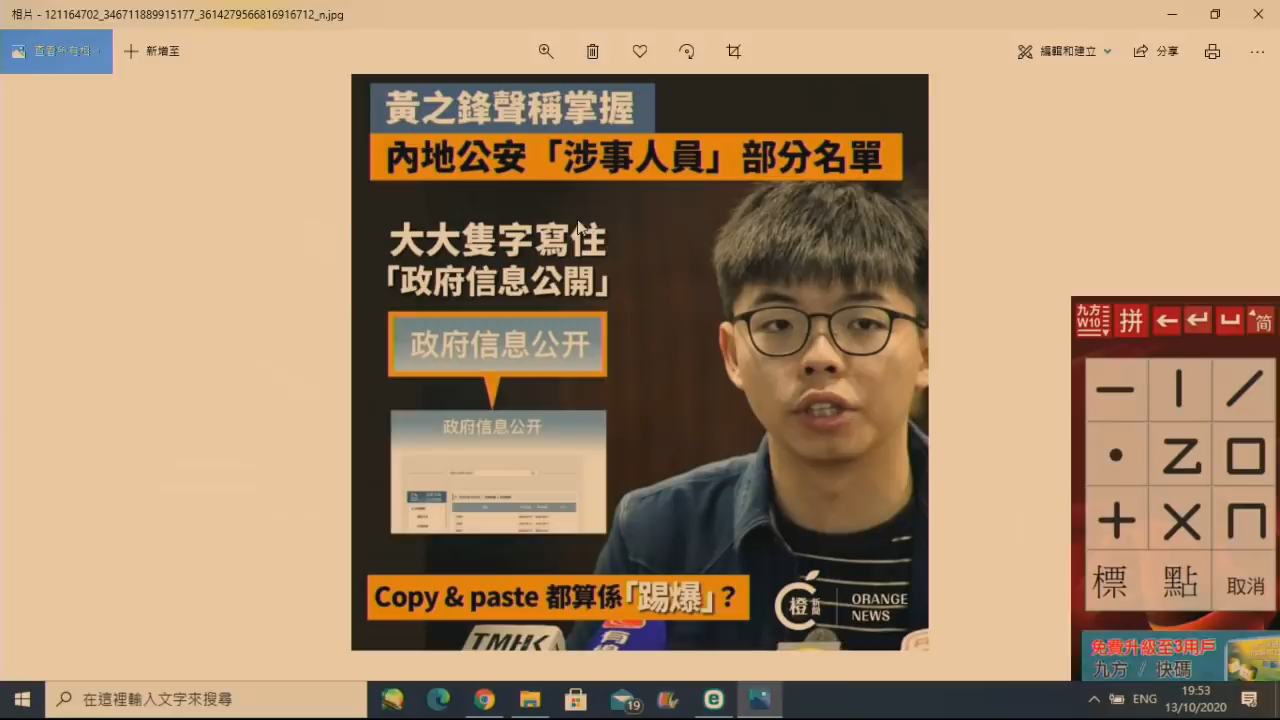 相片 - 121164702_346711889915177_3614279566816916712_n.jpg
查看所有相
新增至
編輯和建立
分享
黃之鋒聲稱掌握
內地公安「涉事人員」部分名單
大大隻字寫住
「政府信息公開」
政府信息公开
政府信息公开
Copy & paste 都算係「踢爆」?
橙新聞
ORANGE
NEWS
TMHK
有
九方
W10
拼
简
標 點 取消
免費升級至3用戶
九方 / 快碼
在這裡輸入文字來搜尋
19
ENG
19:53
13/10/2020